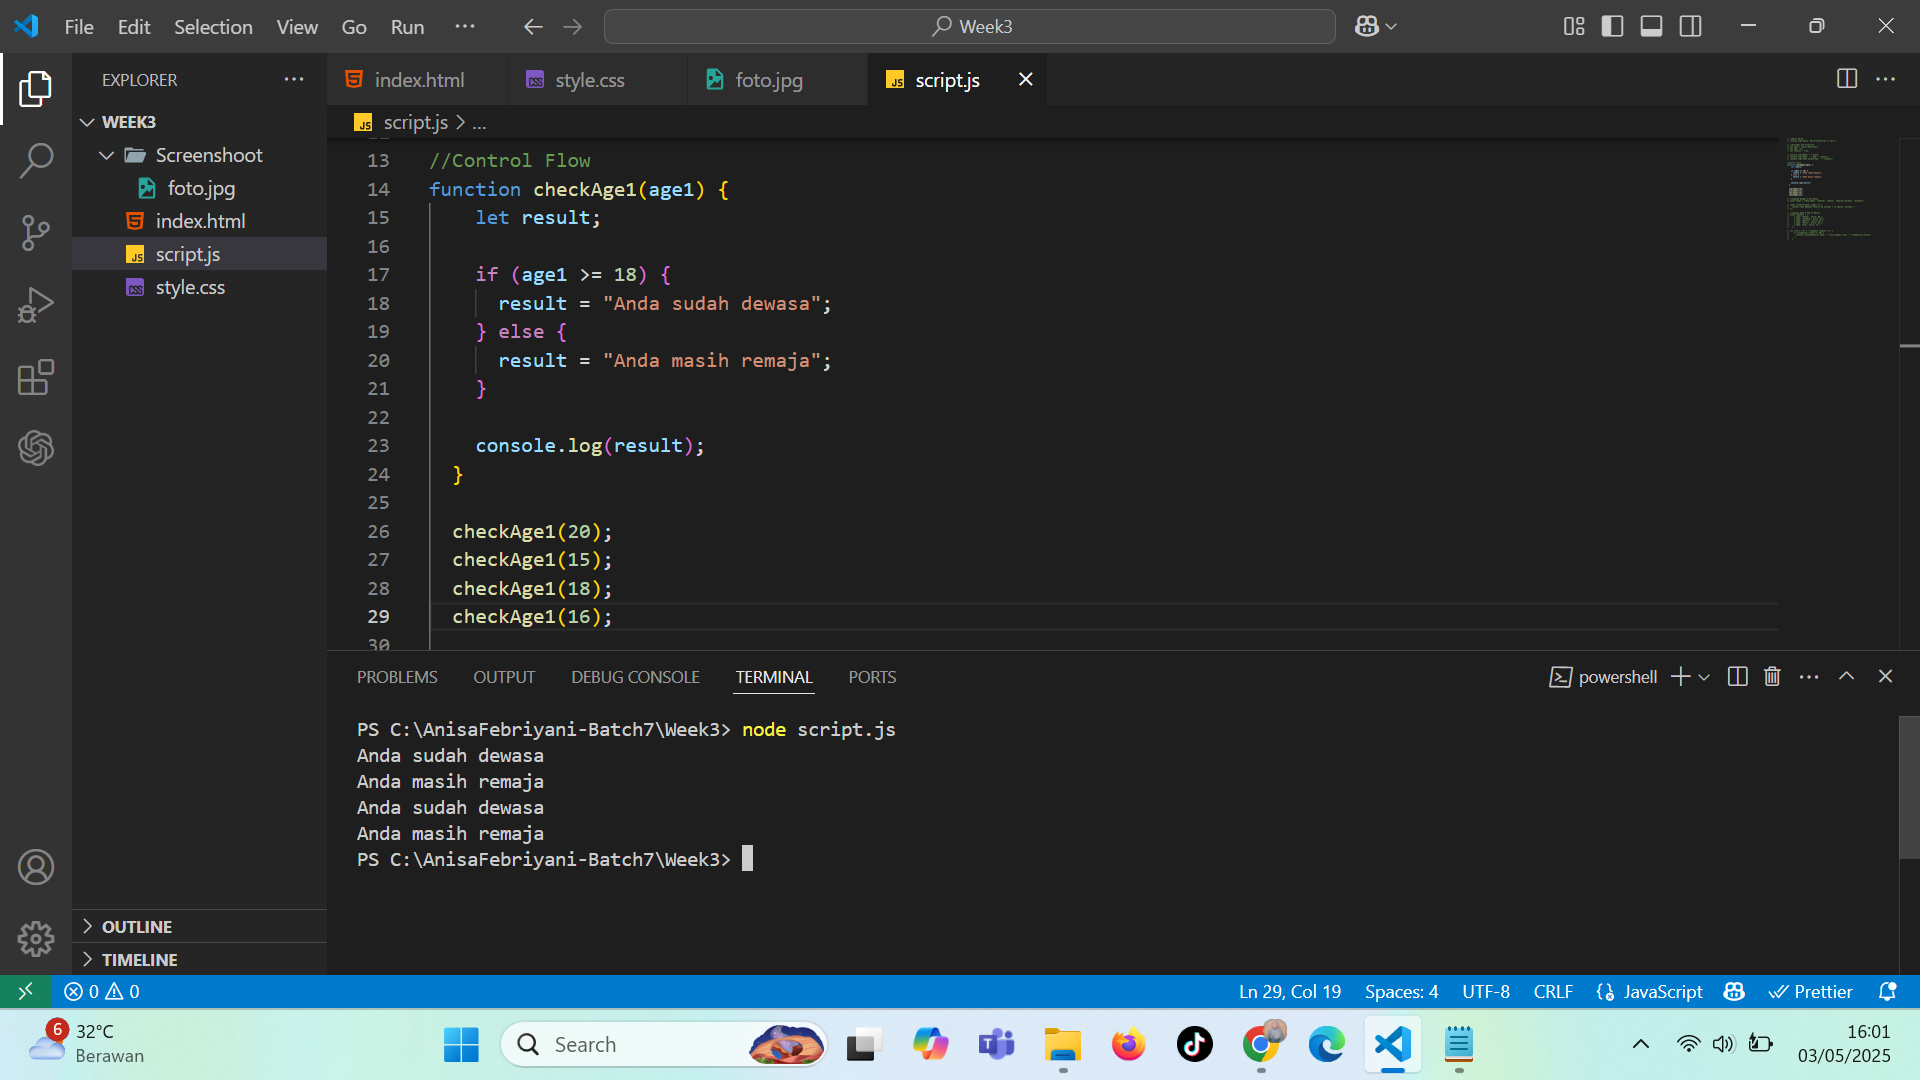 File Edit Selection View Go Run ···
Week3
EXPLORER
index.html
style.css
foto.jpg
script.js
script.js > ...
WEEK3
Screenshoot
foto.jpg
index.html
script.js
style.css
13 //Control Flow
14 function checkAge1(age1) {
15 let result;
16
17 if (age1 >= 18) {
18 result = "Anda sudah dewasa";
19 } else {
20 result = "Anda masih remaja";
21 }
22
23 console.log(result);
24 }
25
26 checkAge1(20);
27 checkAge1(15);
28 checkAge1(18);
29 checkAge1(16);
30
PROBLEMS OUTPUT DEBUG CONSOLE TERMINAL PORTS
powershell
PS C:\AnisaFebriyani-Batch7\Week3> node script.js
Anda sudah dewasa
Anda masih remaja
Anda sudah dewasa
Anda masih remaja
PS C:\AnisaFebriyani-Batch7\Week3>
OUTLINE
TIMELINE
0 0
Ln 29, Col 19 Spaces: 4 UTF-8 CRLF {} JavaScript Prettier
6
32°C
Berawan
Search
16:01
03/05/2025